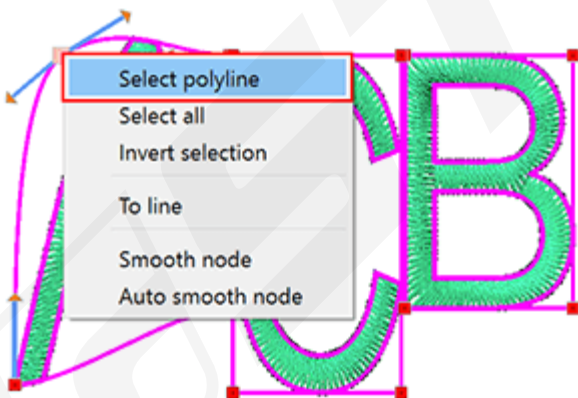 Select polyline
Select all
Invert selection
To line
Smooth node
Auto smooth node
B